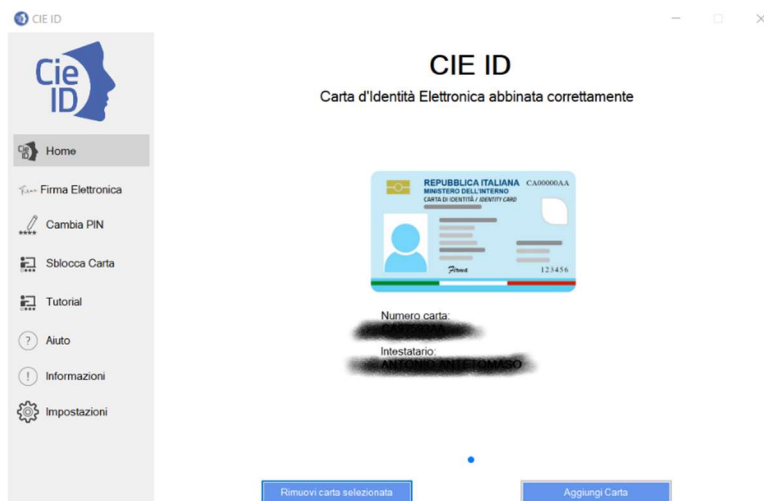 CIE ID
Cie
ID
Home
Firma Elettronica
Cambia PIN
Sblocca Carta
Tutorial
Aiuto
Informazioni
Impostazioni
CIE ID
Carta d'Identità Elettronica abbinata correttamente
REPUBBLICA ITALIANA CA00000AA
MINISTERO DELL'INTERNO
CARTA DI IDENTITÀ / IDENTITY CARD
Firma 123456
Numero carta:
Intestatario:
Rimuovi carta selezionata
Aggiungi Carta